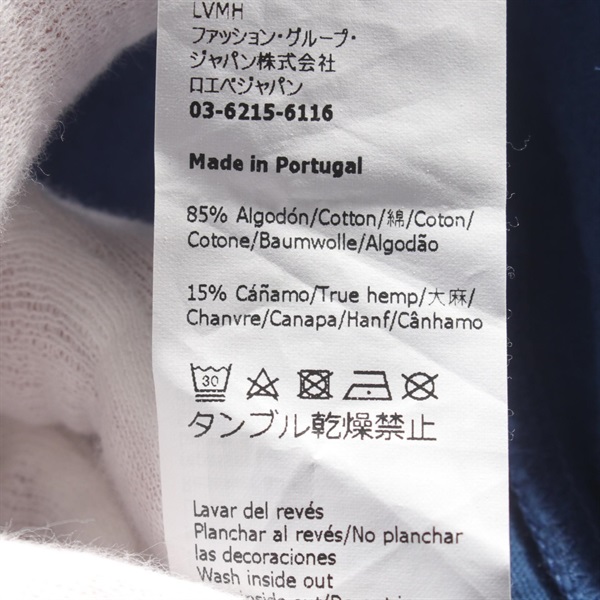 LVMH
ファッション・グループ・
ジャパン株式会社
ロエベジャパン
03-6215-6116
Made in Portugal
85% Algodón/Cotton/綿/Coton/
Cotone/Baumwolle/Algodão
15% Cáñamo/True hemp/大麻/
Chanvre/Canapa/Hanf/Cânhamo
30
タンブル乾燥禁止
Lavar del revés
Planchar al revés/No planchar
las decoraciones
Wash inside out